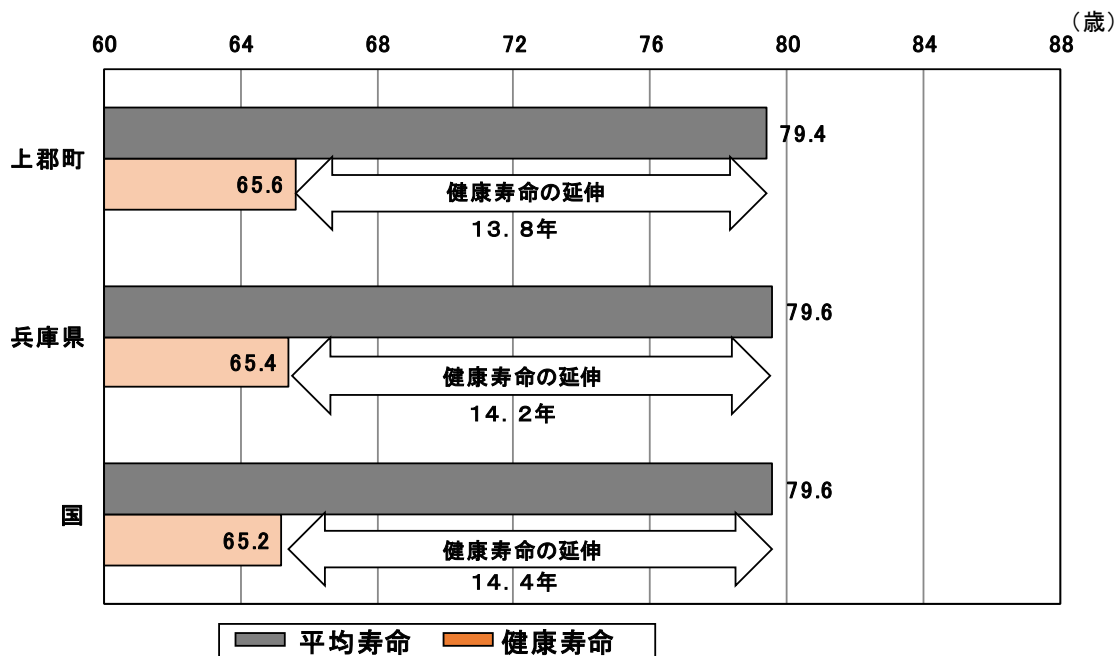 （歳）
60 64 68 72 76 80 84 88
上郡町
79.4
65.6
健康寿命の延伸
13．8年
兵庫県
79.6
65.4
健康寿命の延伸
14．2年
国
79.6
65.2
健康寿命の延伸
14．4年
平均寿命 健康寿命